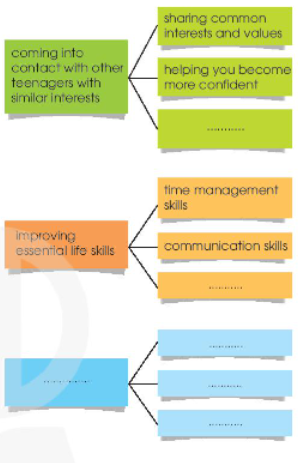 sharing common
interests and values
coming into
contact with other
teenagers with
similar interests
helping you become
more confident
...........
time management
skills
improving
essential life skills
communication skills
..........
..............
..........
..........
..........